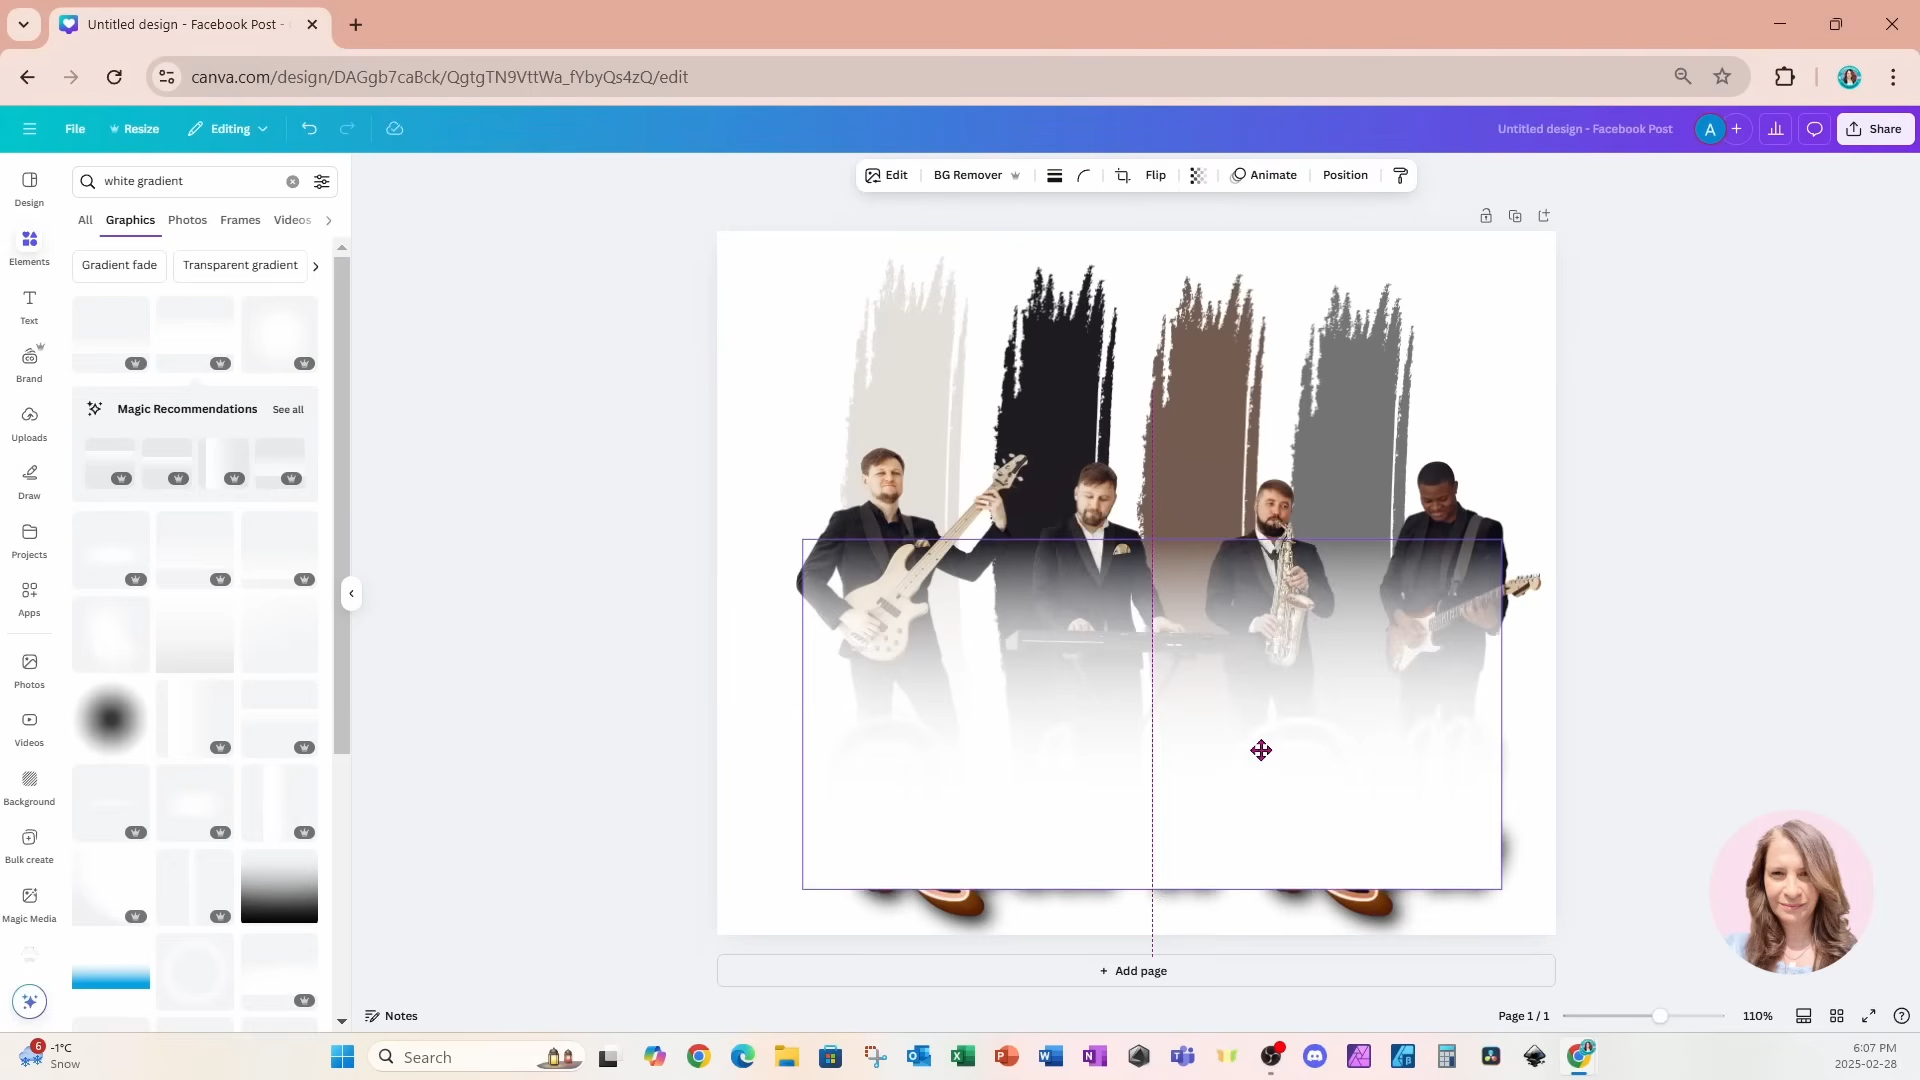 Untitled design - Facebook Post -
canva.com/design/DAGgb7caBck/QgtgTN9VttWa_fYbyQs4zQ/edit
File
Resize
Editing
Untitled design - Facebook Post
A
Share
Design
Elements
Text
Brand
Uploads
Draw
Projects
Apps
Photos
Videos
Background
Bulk create
Magic Media
white gradient
All
Graphics
Photos
Frames
Videos
Gradient fade
Transparent gradient
Magic Recommendations
See all
Edit
BG Remover
Flip
Animate
Position
+ Add page
Notes
Page 1 / 1
110%
6
-1°C
Snow
Search
6:07 PM
2025-02-28